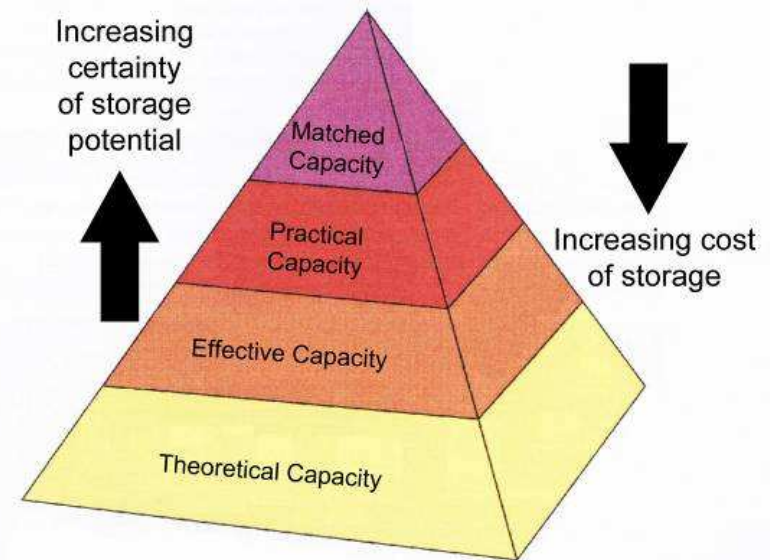 Increasing
certainty
of storage
potential
Matched
Capacity
Practical
Capacity
Effective Capacity
Theoretical Capacity
Increasing cost
of storage